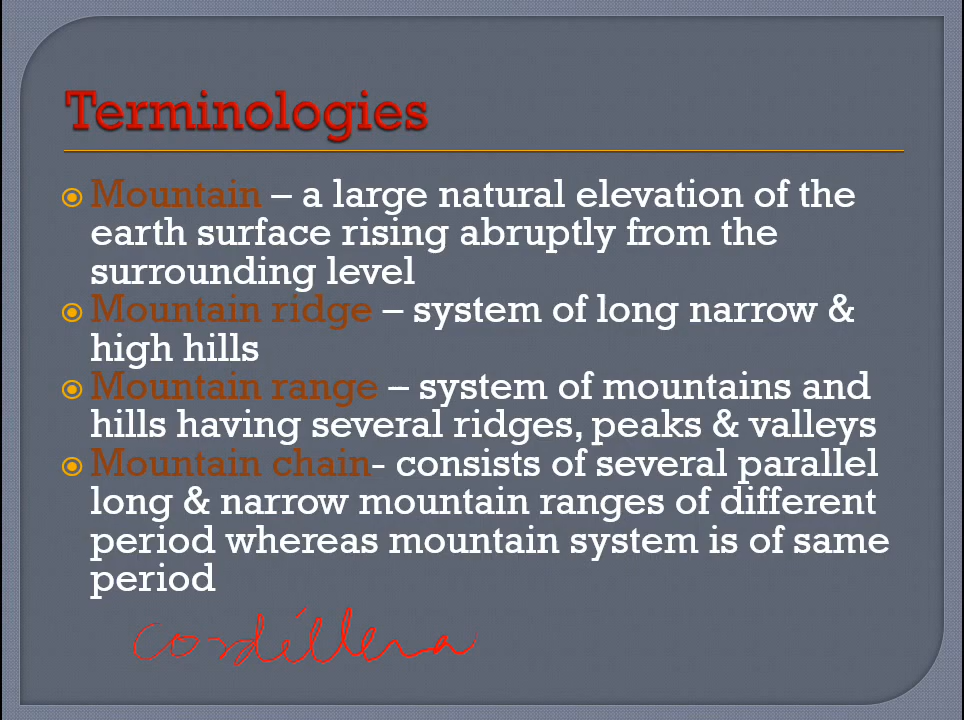 Terminologies
Mountain – a large natural elevation of the
earth surface rising abruptly from the
surrounding level
Mountain ridge – system of long narrow &
high hills
Mountain range – system of mountains and
hills having several ridges, peaks & valleys
Mountain chain- consists of several parallel
long & narrow mountain ranges of different
period whereas mountain system is of same
period
cordillera